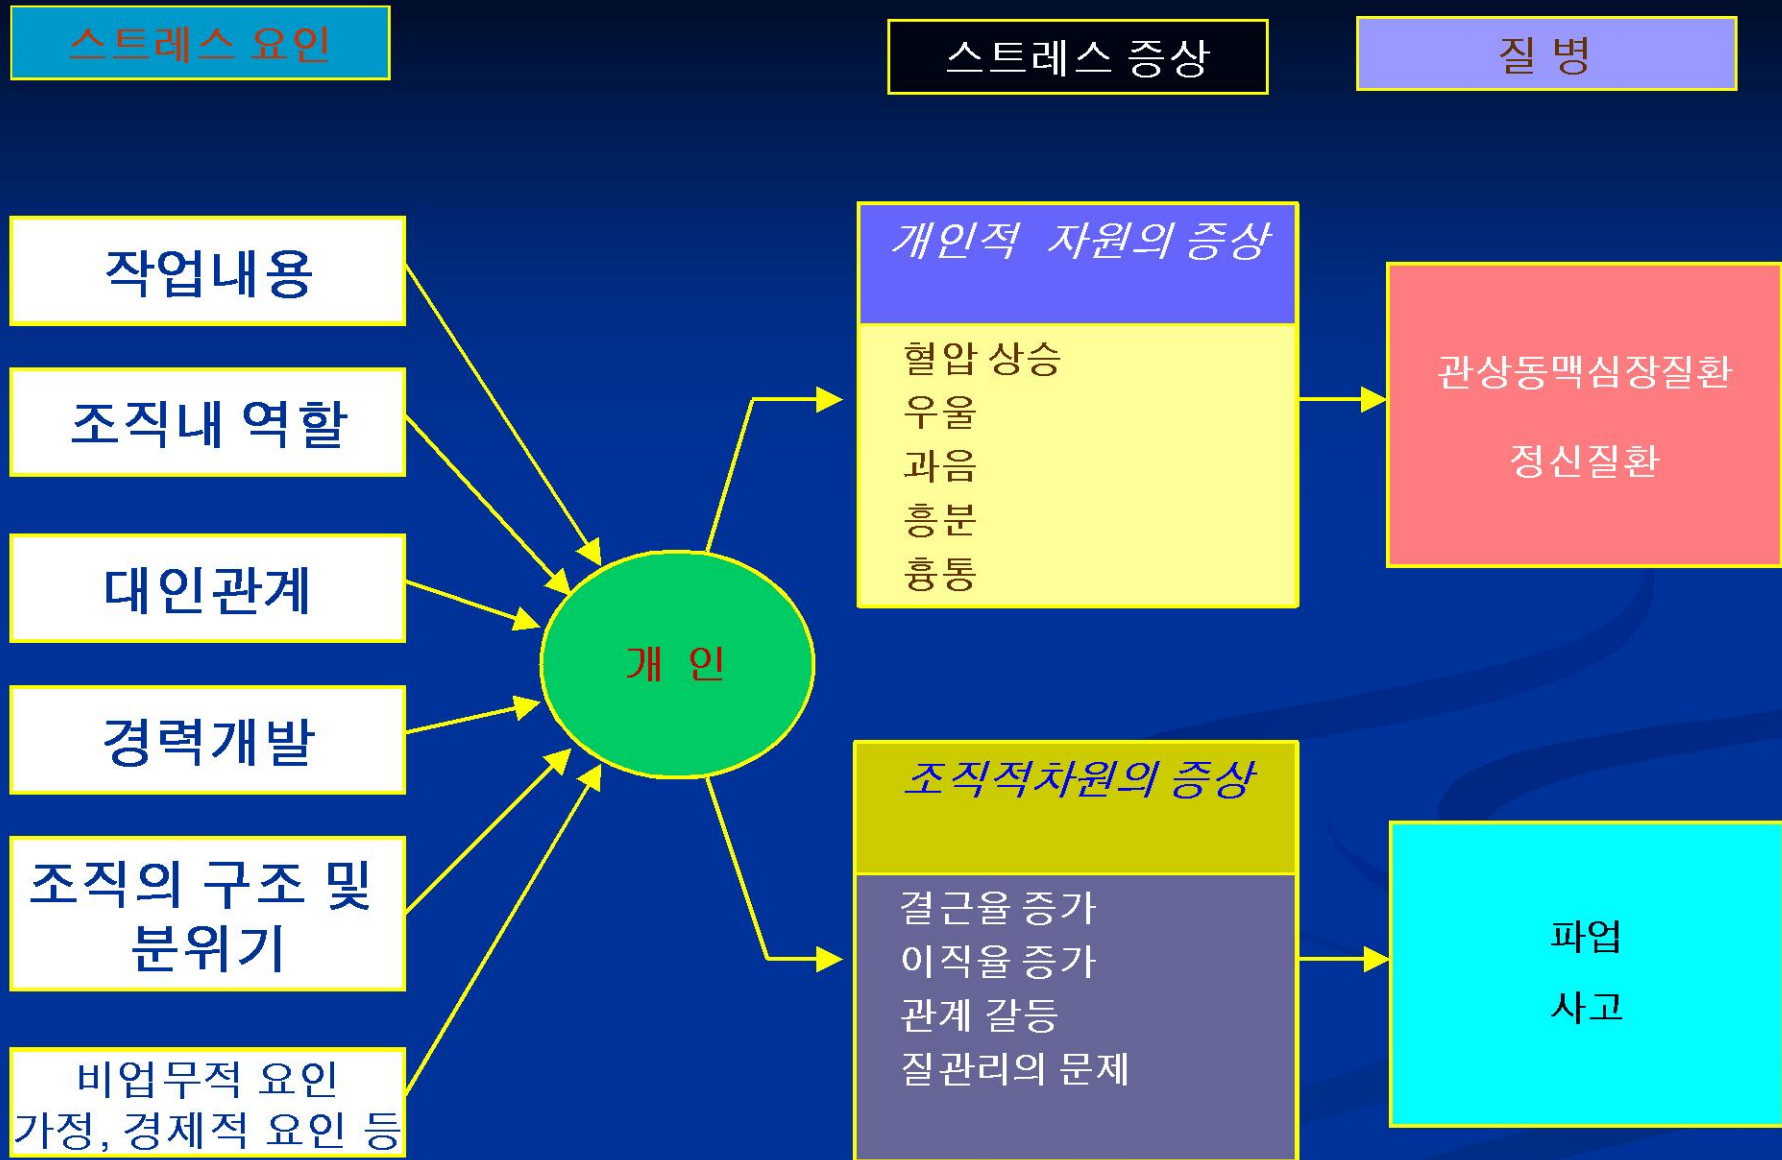 스트레스 요인
스트레스 증상
질 병
작업내용
조직내 역할
대인관계
경력개발
조직의 구조 및
분위기
비업무적 요인
가정, 경제적 요인 등
개 인
개인적 자원의 증상
혈압 상승
우울
과음
흥분
흉통
조직적차원의 증상
결근율 증가
이직율 증가
관계 갈등
질관리의 문제
관상동맥심장질환
정신질환
파업
사고